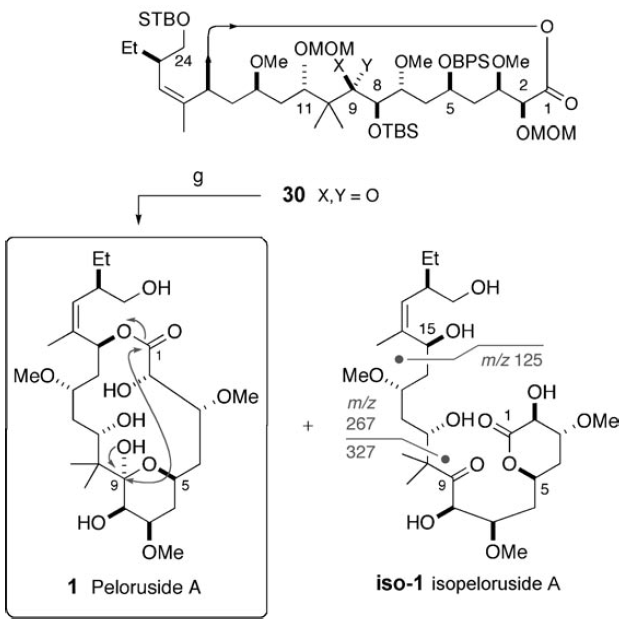 STBO
Et
24
OMe
OMOM
X
Y
11
9
8
OTBS
OMe
OBPS
5
OMe
2
1
O
O
OMOM
g
30 X,Y = O
Et
OH
O
O
1
HO
MeO
OMe
OH
OH
O
9
5
HO
OMe
1 Peloruside A
+
Et
OH
15
OH
m/z 125
MeO
m/z
267
327
OH
O
9
HO
OMe
OH
1
O
O
OMe
5
iso-1 isopeloruside A